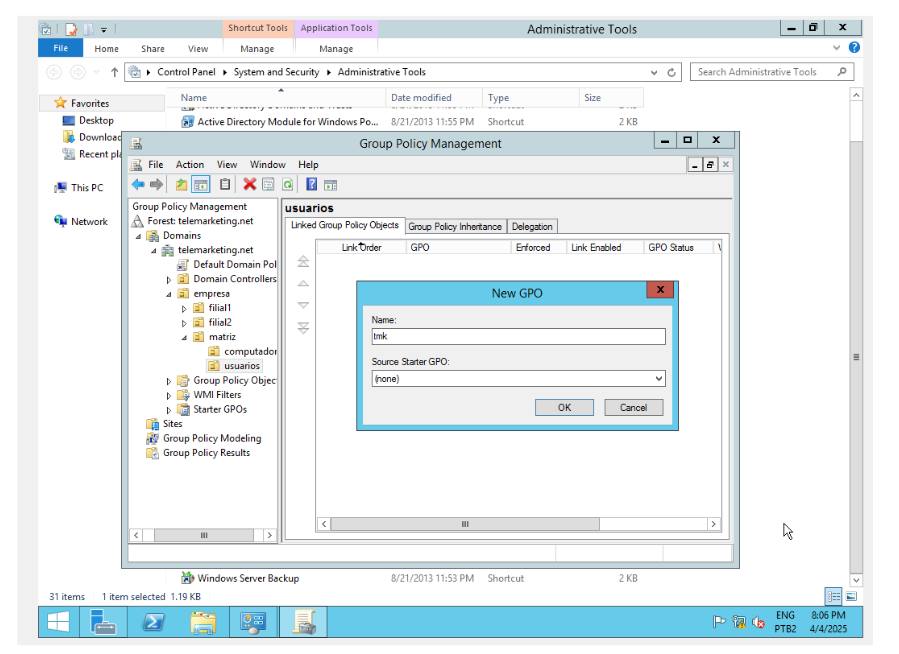 Shortcut Tools Application Tools Administrative Tools
File Home Share View Manage Manage
Control Panel System and Security Administrative Tools
Search Administrative Tools
Favorites
Desktop
Recent
This PC
Network
Name Date modified Type Size
Active Directory Module for Windows Po... 8/21/2013 11:55 PM Shortcut 2 KB
Group Policy Management
File Action View Window Help
Group Policy Management
Forest: telemarketing.net
Domains
telemarketing.net
Default Domain Pol
Domain Controllers
empresa
filial1
filial2
matriz
computador
usuarios
Group Policy Objec
WMI Filters
Starter GPOs
Sites
Group Policy Modeling
Group Policy Results
usuarios
Linked Group Policy Objects Group Policy Inheritance Delegation
Link Order GPO Enforced Link Enabled GPO Status
New GPO
Name:
tmk
Source Starter GPO:
(none)
OK Cancel
Windows Server Backup 8/21/2013 11:53 PM Shortcut 2 KB
31 items 1 item selected 1.19 KB
ENG 8:06 PM
PTB2 4/4/2025